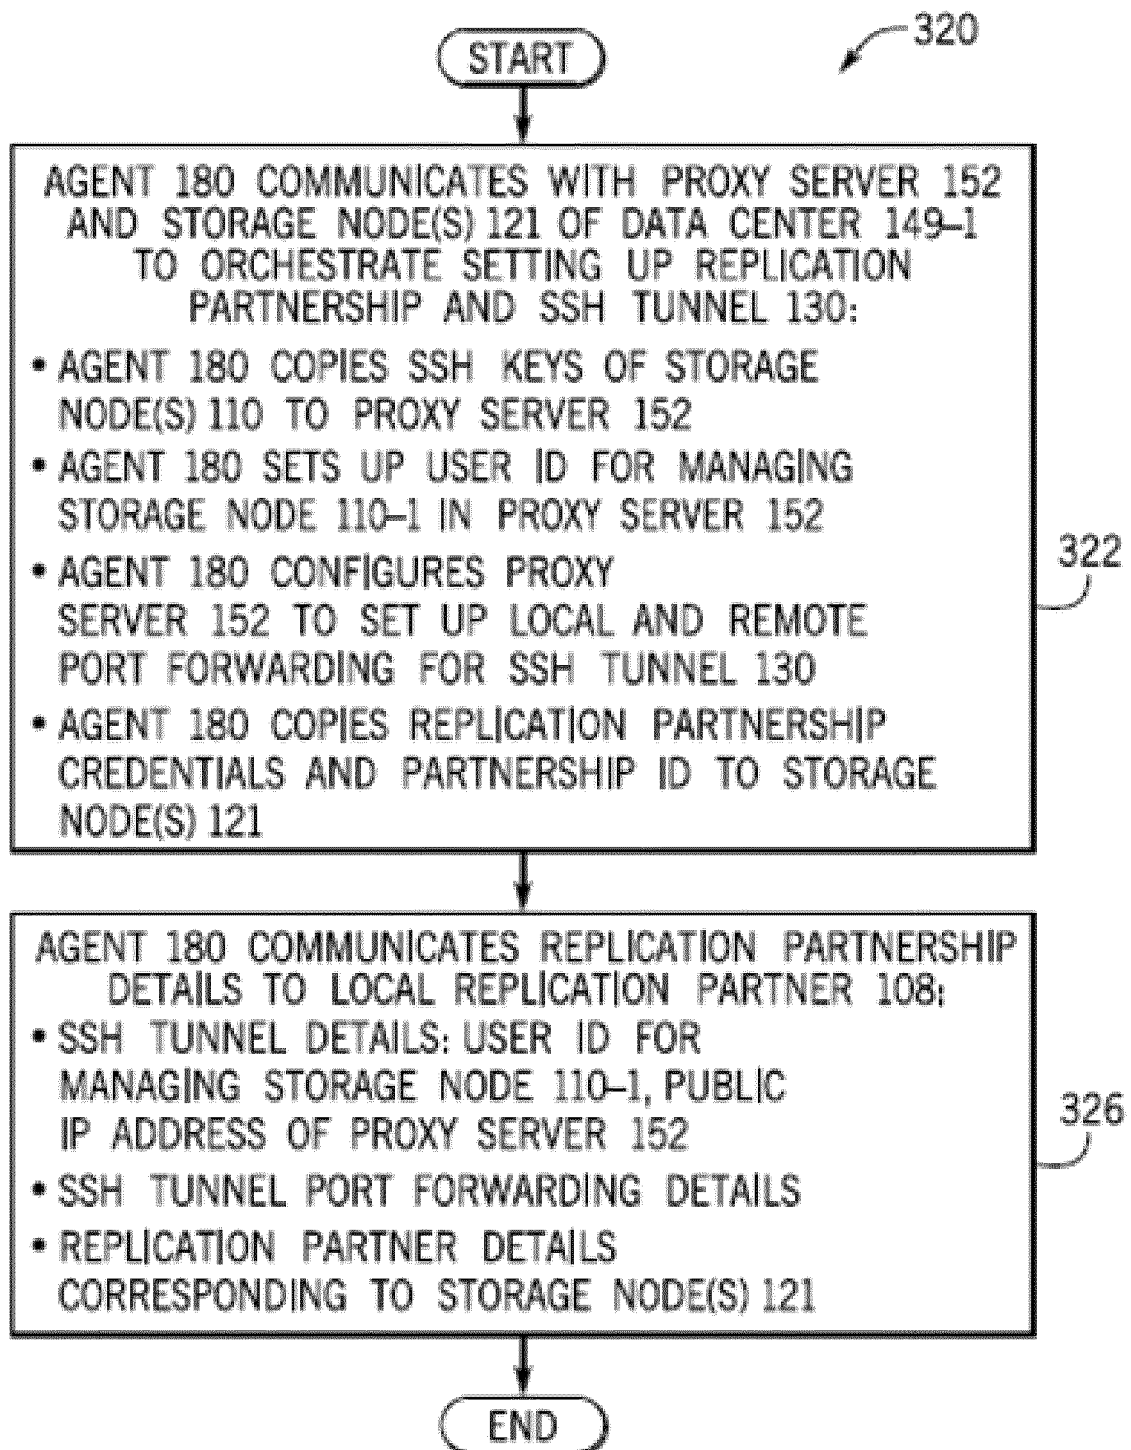 320
START
AGENT 180 COMMUNICATES WITH PROXY SERVER 152
AND STORAGE NODE(S) 121 OF DATA CENTER 149-1
TO ORCHESTRATE SETTING UP REPLICATION
PARTNERSHIP AND SSH TUNNEL 130:
• AGENT 180 COPIES SSH KEYS OF STORAGE
NODE(S) 110 TO PROXY SERVER 152
• AGENT 180 SETS UP USER ID FOR MANAGING
STORAGE NODE 110-1 IN PROXY SERVER 152
• AGENT 180 CONFIGURES PROXY
SERVER 152 TO SET UP LOCAL AND REMOTE
PORT FORWARDING FOR SSH TUNNEL 130
• AGENT 180 COPIES REPLICATION PARTNERSHIP
CREDENTIALS AND PARTNERSHIP ID TO STORAGE
NODE(S) 121
322
AGENT 180 COMMUNICATES REPLICATION PARTNERSHIP
DETAILS TO LOCAL REPLICATION PARTNER 108:
• SSH TUNNEL DETAILS: USER ID FOR
MANAGING STORAGE NODE 110-1, PUBLIC
IP ADDRESS OF PROXY SERVER 152
• SSH TUNNEL PORT FORWARDING DETAILS
• REPLICATION PARTNER DETAILS
CORRESPONDING TO STORAGE NODE(S) 121
326
END